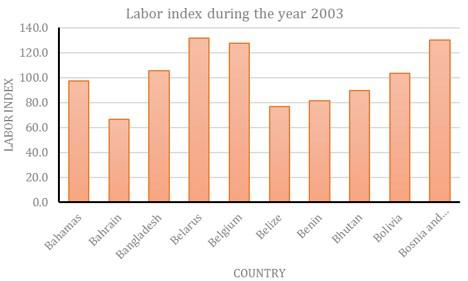 Labor index during the year 2003
LABOR INDEX
140.0
120.0
100.0
80.0
60.0
40.0
20.0
0.0
Bahamas
Bahrain
Bangladesh
Belarus
Belgium
Belize
Benin
Bhutan
Bolivia
Bosnia and...
COUNTRY